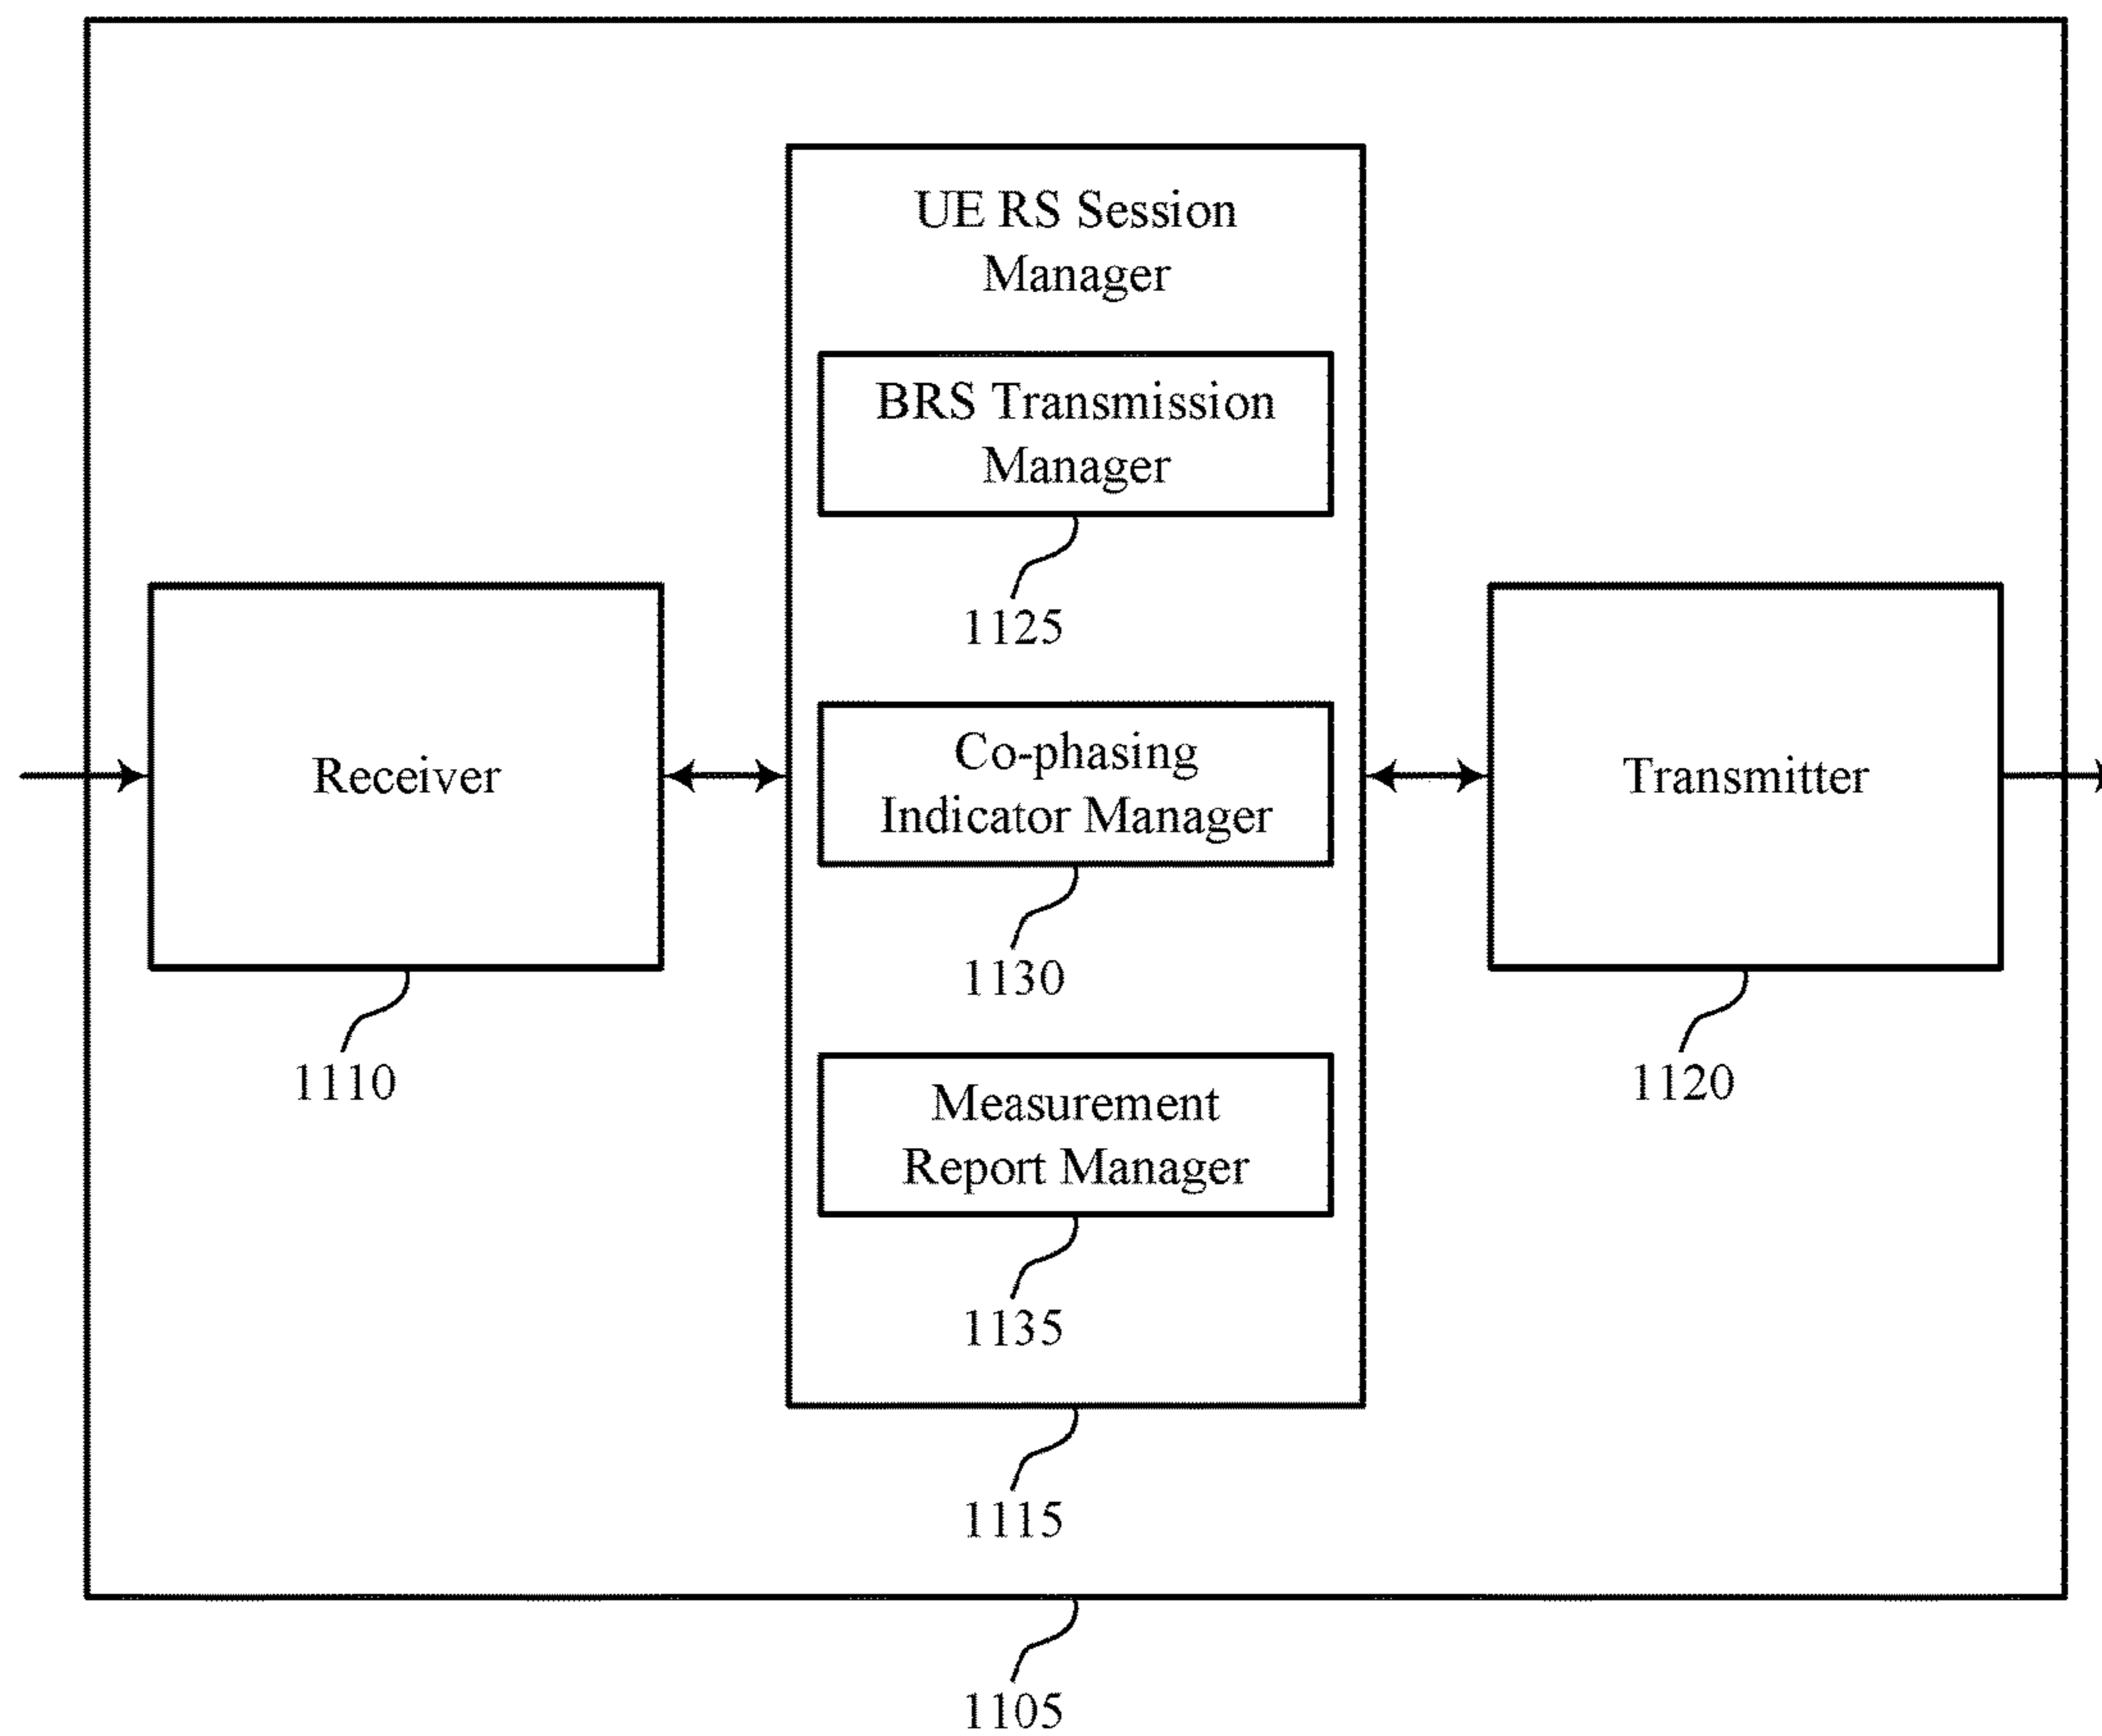 UE RS Session
Manager
BRS Transmission
Manager
1125
Receiver
1110
Co-phasing
Indicator Manager
1130
Transmitter
1120
Measurement
Report Manager
1135
1115
1105